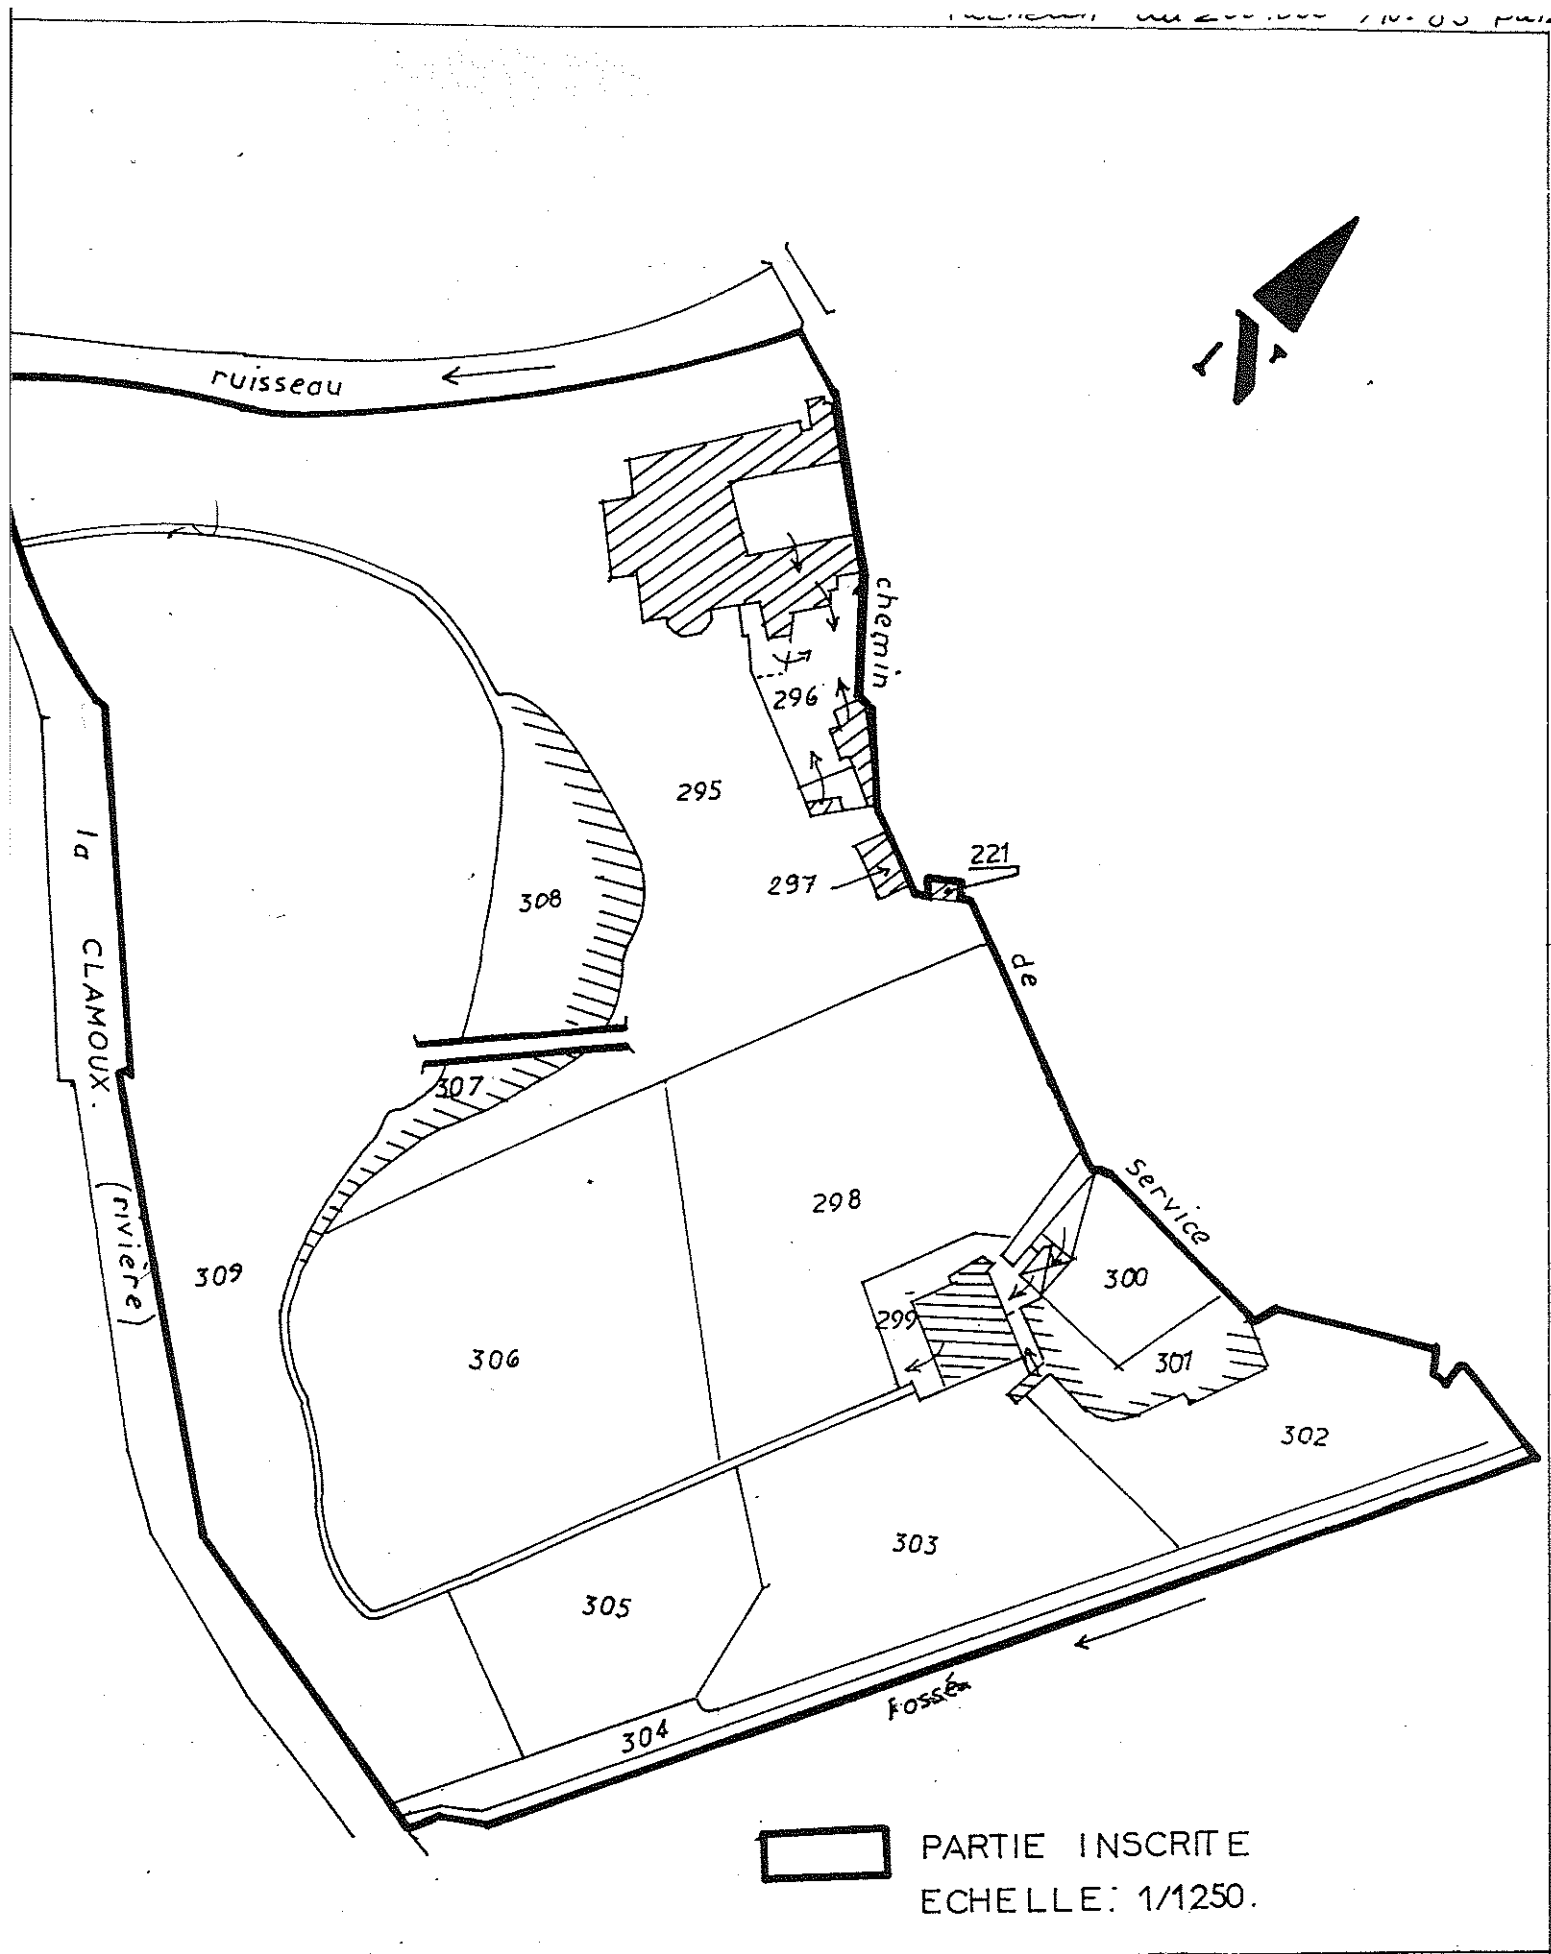 ruisseau
chemin
296
295
221
297
308
de
la CLAMOUX.
307
service
(rivière)
298
300
309
299
301
306
302
303
305
304
Fossé
PARTIE INSCRITE
ECHELLE: 1/1250.